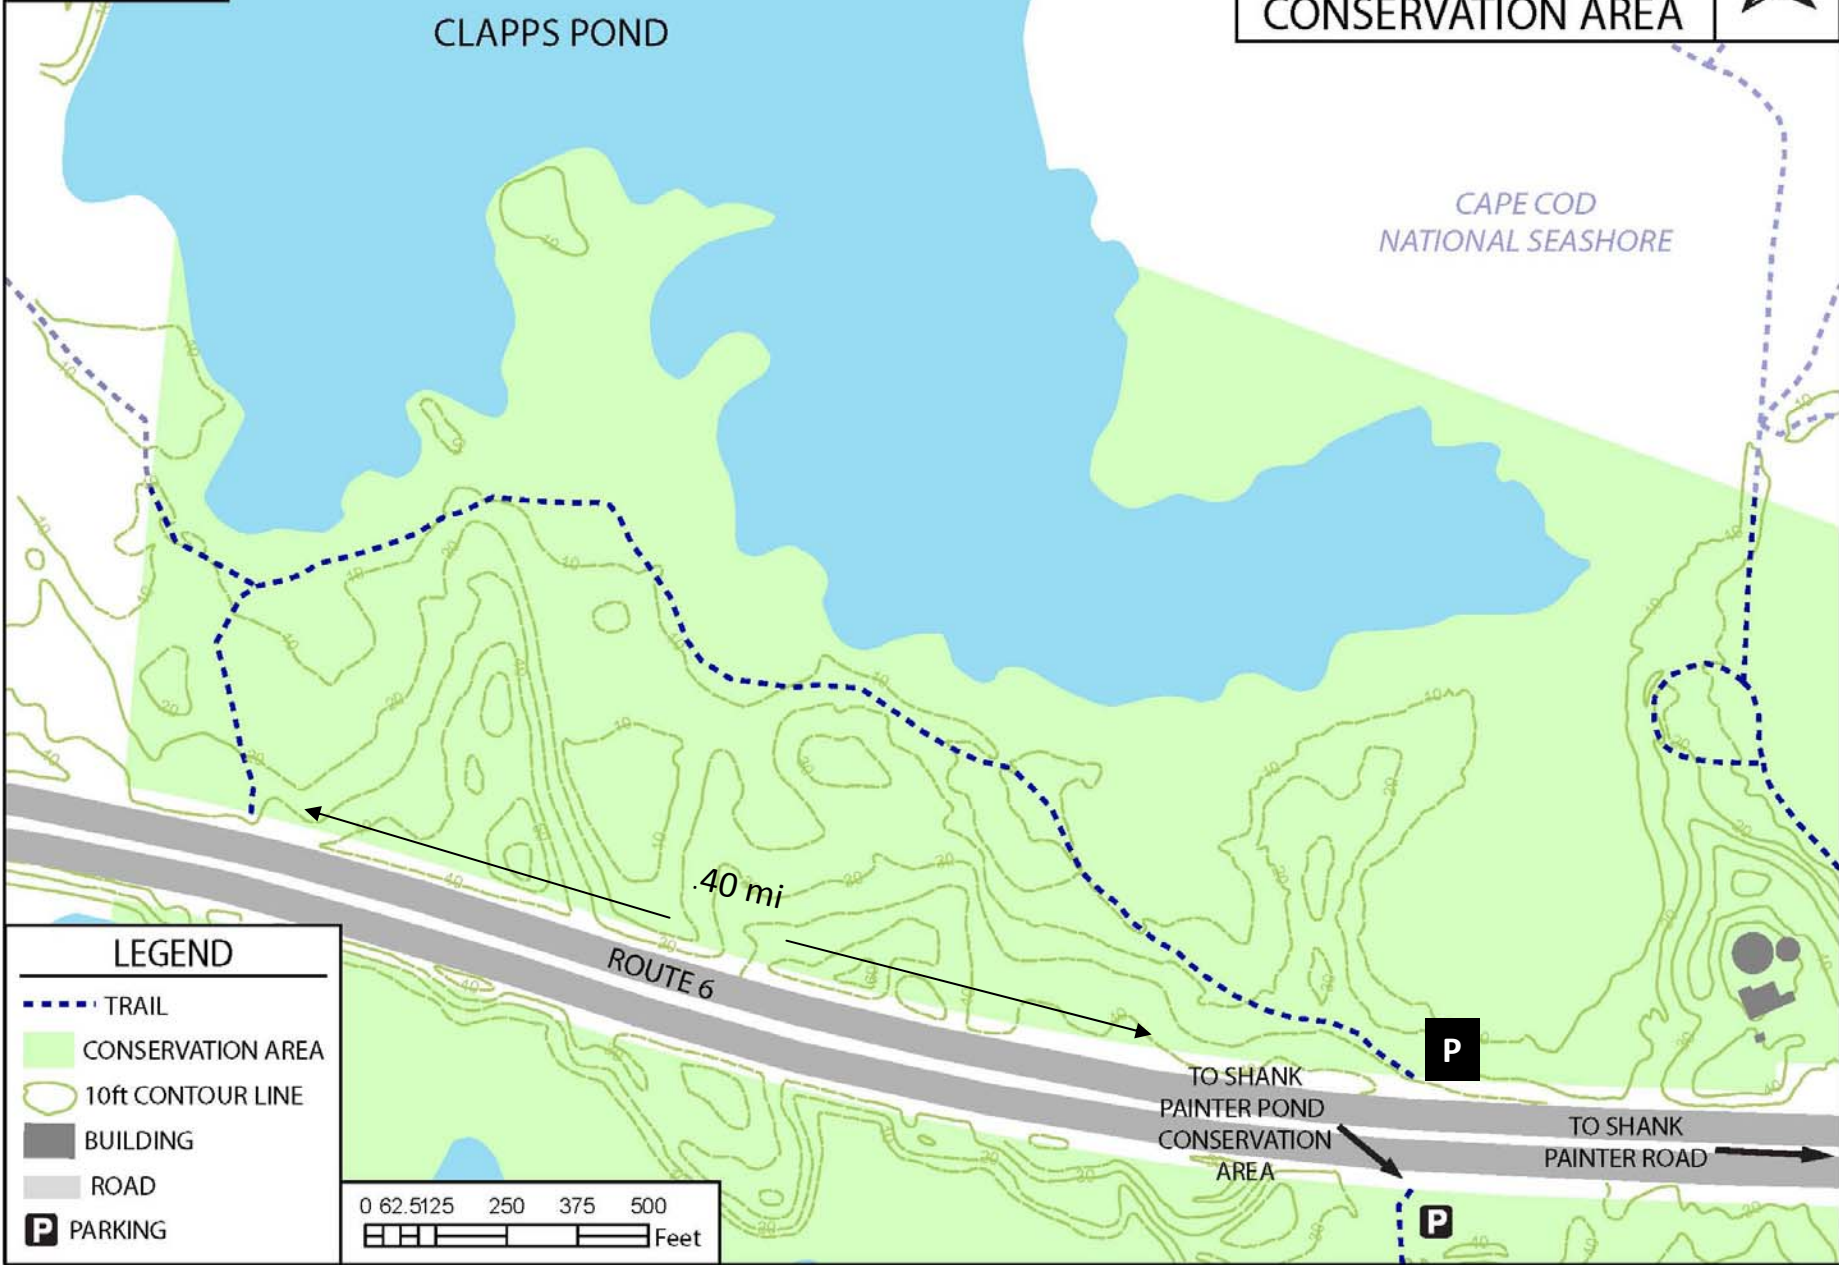 CLAPPS POND
CONSERVATION AREA
CAPE COD
NATIONAL SEASHORE
.40 mi
ROUTE 6
P
TO SHANK
PAINTER POND
CONSERVATION
AREA
TO SHANK
PAINTER ROAD
P
LEGEND
TRAIL
CONSERVATION AREA
10ft CONTOUR LINE
BUILDING
ROAD
P PARKING
0 62.5125 250 375 500
Feet